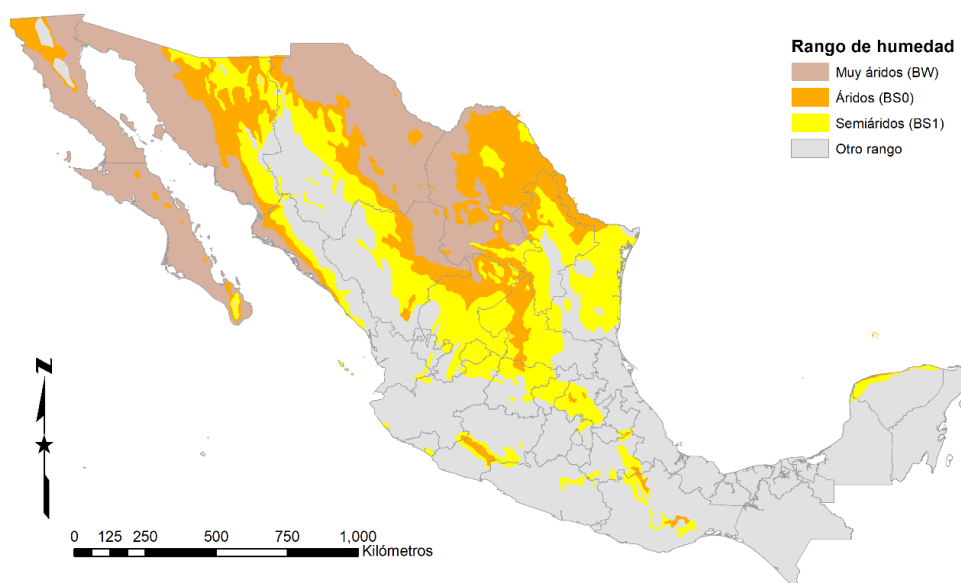 Rango de humedad
Muy áridos (BW)
Áridos (BS0)
Semiáridos (BS1)
Otro rango
N
0 125 250 500 750 1,000
Kilómetros